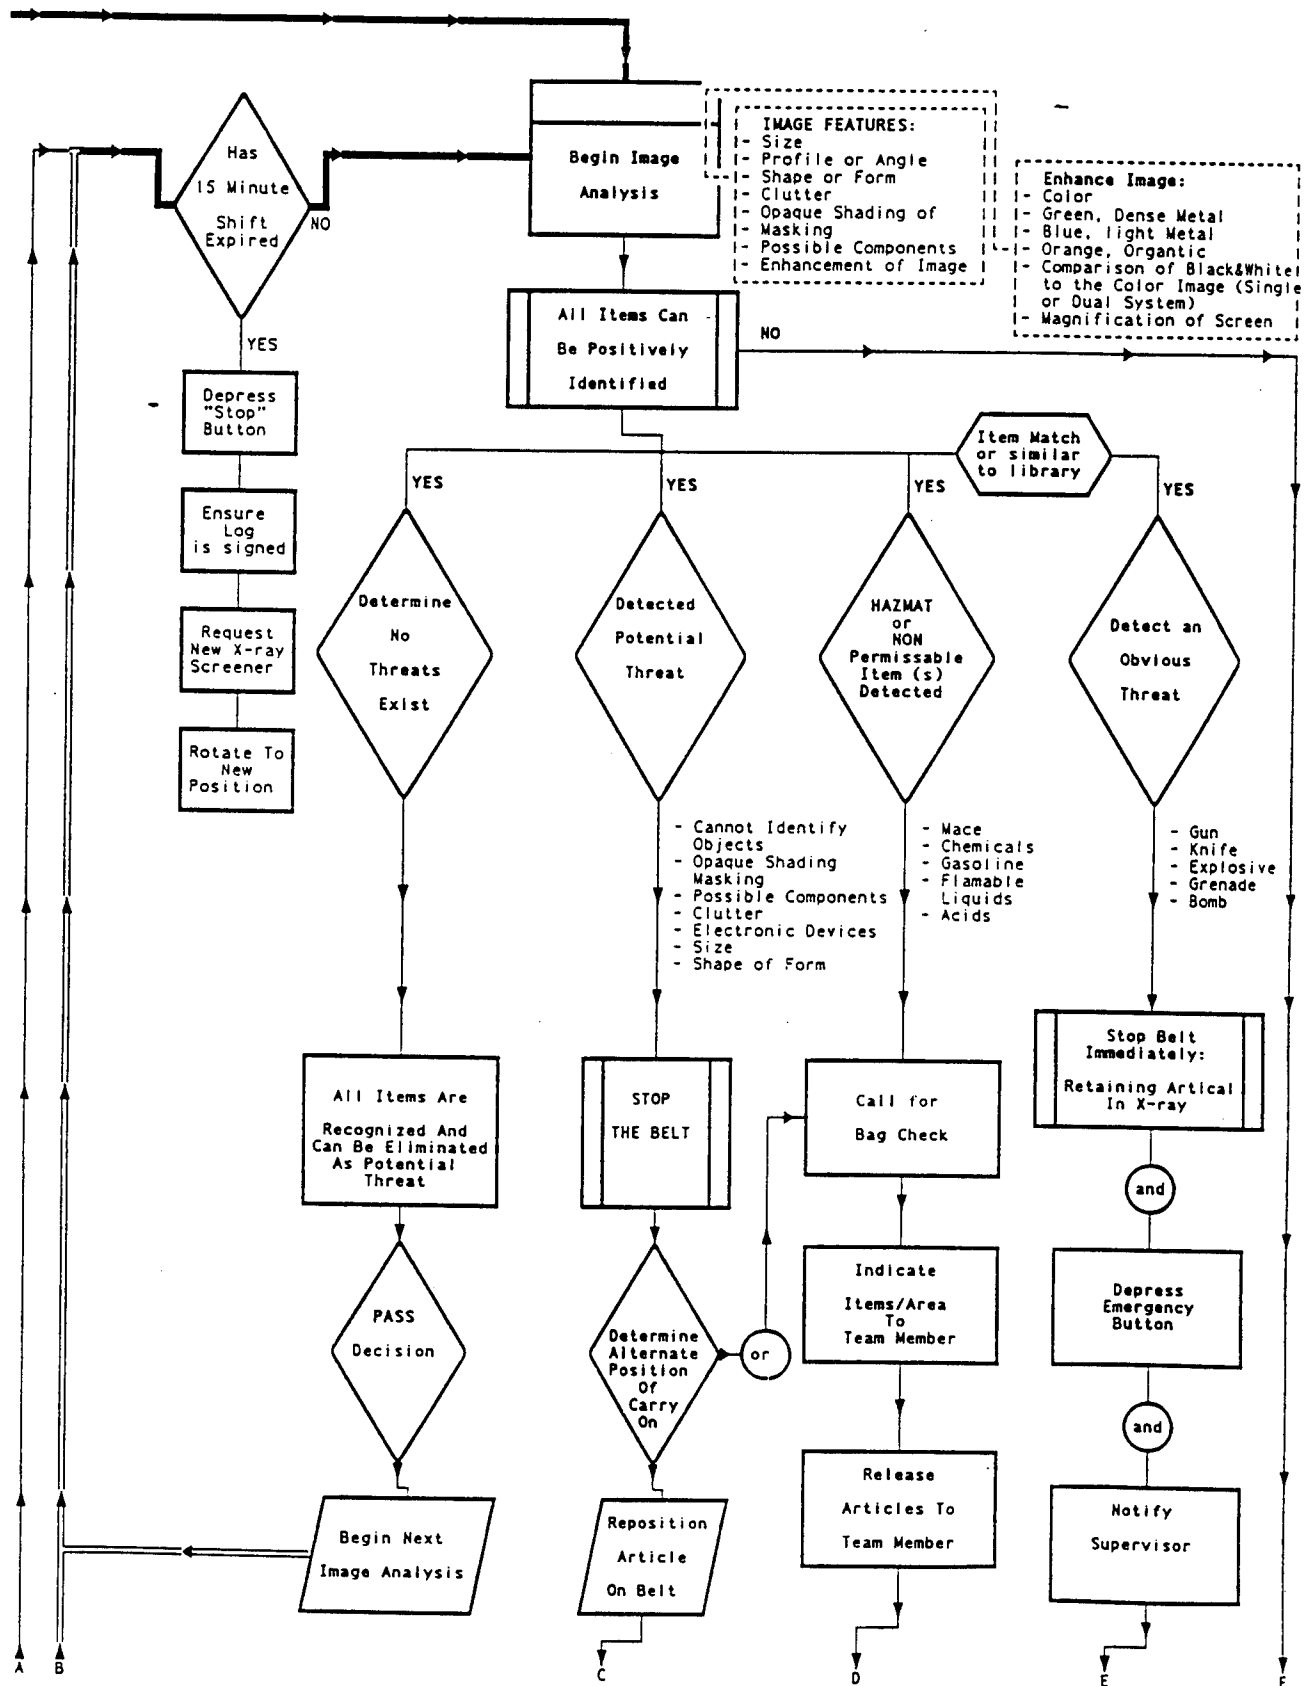 Has
15 Minute
Shift
Expired
NO
YES
Depress
"Stop"
Button
Ensure
Log
is signed
Request
New X-ray
Screener
Rotate To
New
Position
Begin Image
Analysis
IMAGE FEATURES:
- Size
- Profile or Angle
- Shape or Form
- Clutter
- Opaque Shading of
- Masking
- Possible Components
- Enhancement of Image
Enhance Image:
- Color
- Green, Dense Metal
- Blue, light Metal
- Orange, Organtic
- Comparison of Black&White
to the Color Image (Single
or Dual System)
- Magnification of Screen
All Items Can
Be Positively
Identified
NO
Item Match
or similar
to library
YES
YES
YES
YES
Determine
No
Threats
Exist
Detected
Potential
Threat
HAZMAT
or
NON
Permissable
Item (s)
Detected
Detect an
Obvious
Threat
- Cannot Identify
Objects
- Opaque Shading
Masking
- Possible Components
- Clutter
- Electronic Devices
- Size
- Shape of Form
- Mace
- Chemicals
- Gasoline
- Flamable
Liquids
- Acids
- Gun
- Knife
- Explosive
- Grenade
- Bomb
All Items Are
Recognized And
Can Be Eliminated
As Potential
Threat
STOP
THE BELT
Call for
Bag Check
Stop Belt
Immediately:
Retaining Artical
In X-ray
and
PASS
Decision
Determine
Alternate
Position
Of
Carry
On
or
Indicate
Items/Area
To
Team Member
Depress
Emergency
Button
and
Begin Next
Image Analysis
Reposition
Article
On Belt
Release
Articles To
Team Member
Notify
Supervisor
A
B
C
D
E
F